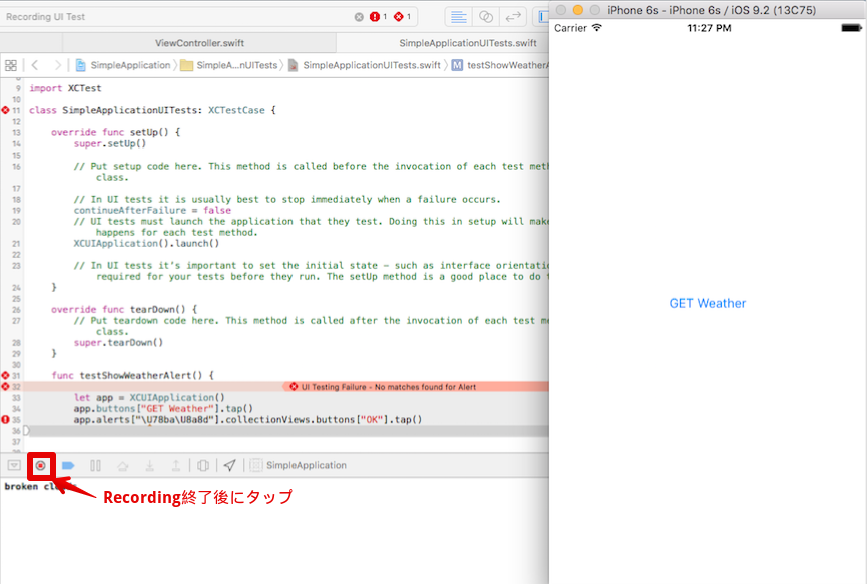 Recording UI Test
1
1
iPhone 6s - iPhone 6s / iOS 9.2 (13C75)
Carrier
11:27 PM
ViewController.swift
SimpleApplicationUITests.swift
SimpleApplication
SimpleA...nUITests
SimpleApplicationUITests.swift
M
testShowWeatherA
9 import XCTest
10
11 class SimpleApplicationUITests: XCTestCase {
12
13 override func setUp() {
14 super.setUp()
15
16 // Put setup code here. This method is called before the invocation of each test met
class.
17
18 // In UI tests it is usually best to stop immediately when a failure occurs.
19 continueAfterFailure = false
20 // UI tests must launch the application that they test. Doing this in setup will make
happens for each test method.
21 XCUIApplication().launch()
22
23 // In UI tests it's important to set the initial state - such as interface orientatio
required for your tests before they run. The setUp method is a good place to do t
24 }
25
26 override func tearDown() {
27 // Put teardown code here. This method is called after the invocation of each test me
class.
28 super.tearDown()
29 }
30
31 func testShowWeatherAlert() {
32 UI Testing Failure - No matches found for Alert
33 let app = XCUIApplication()
34 app.buttons["GET Weather"].tap()
35 app.alerts["\U78ba\U8a8d"].collectionViews.buttons["OK"].tap()
36 }
37
GET Weather
SimpleApplication
broken cl
Recording終了後にタップ